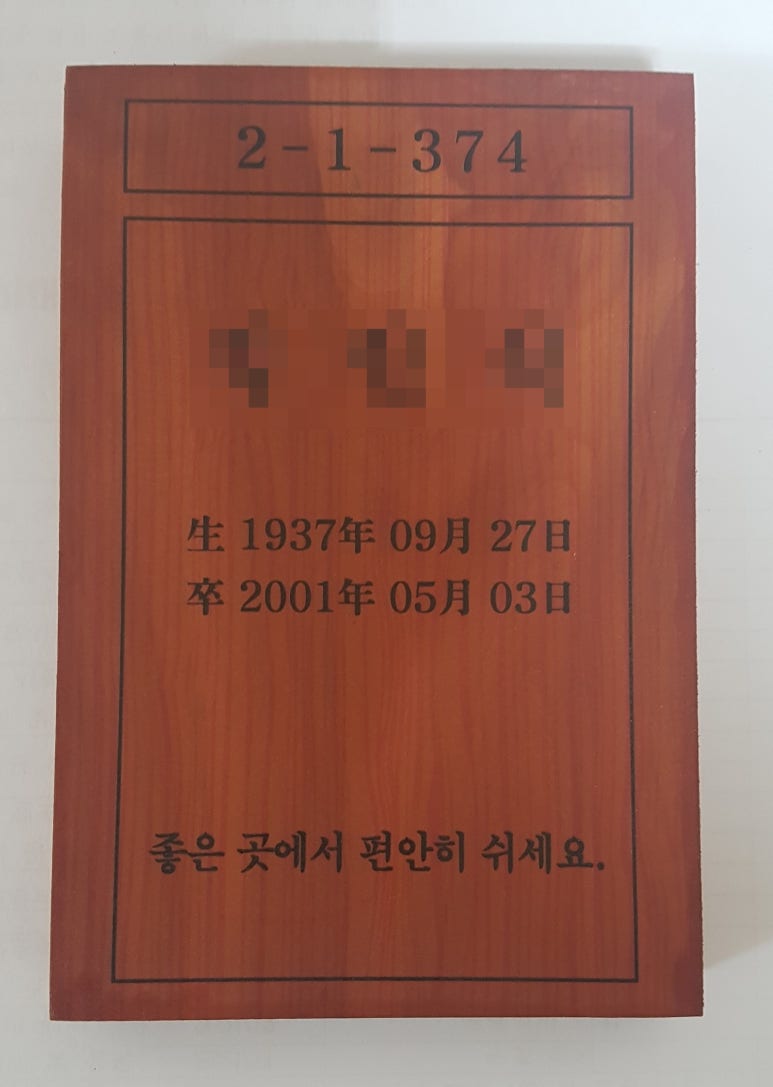 2-1-374
生 1937年 09月 27日
卒 2001年 05月 03日
좋은 곳에서 편안히 쉬세요.